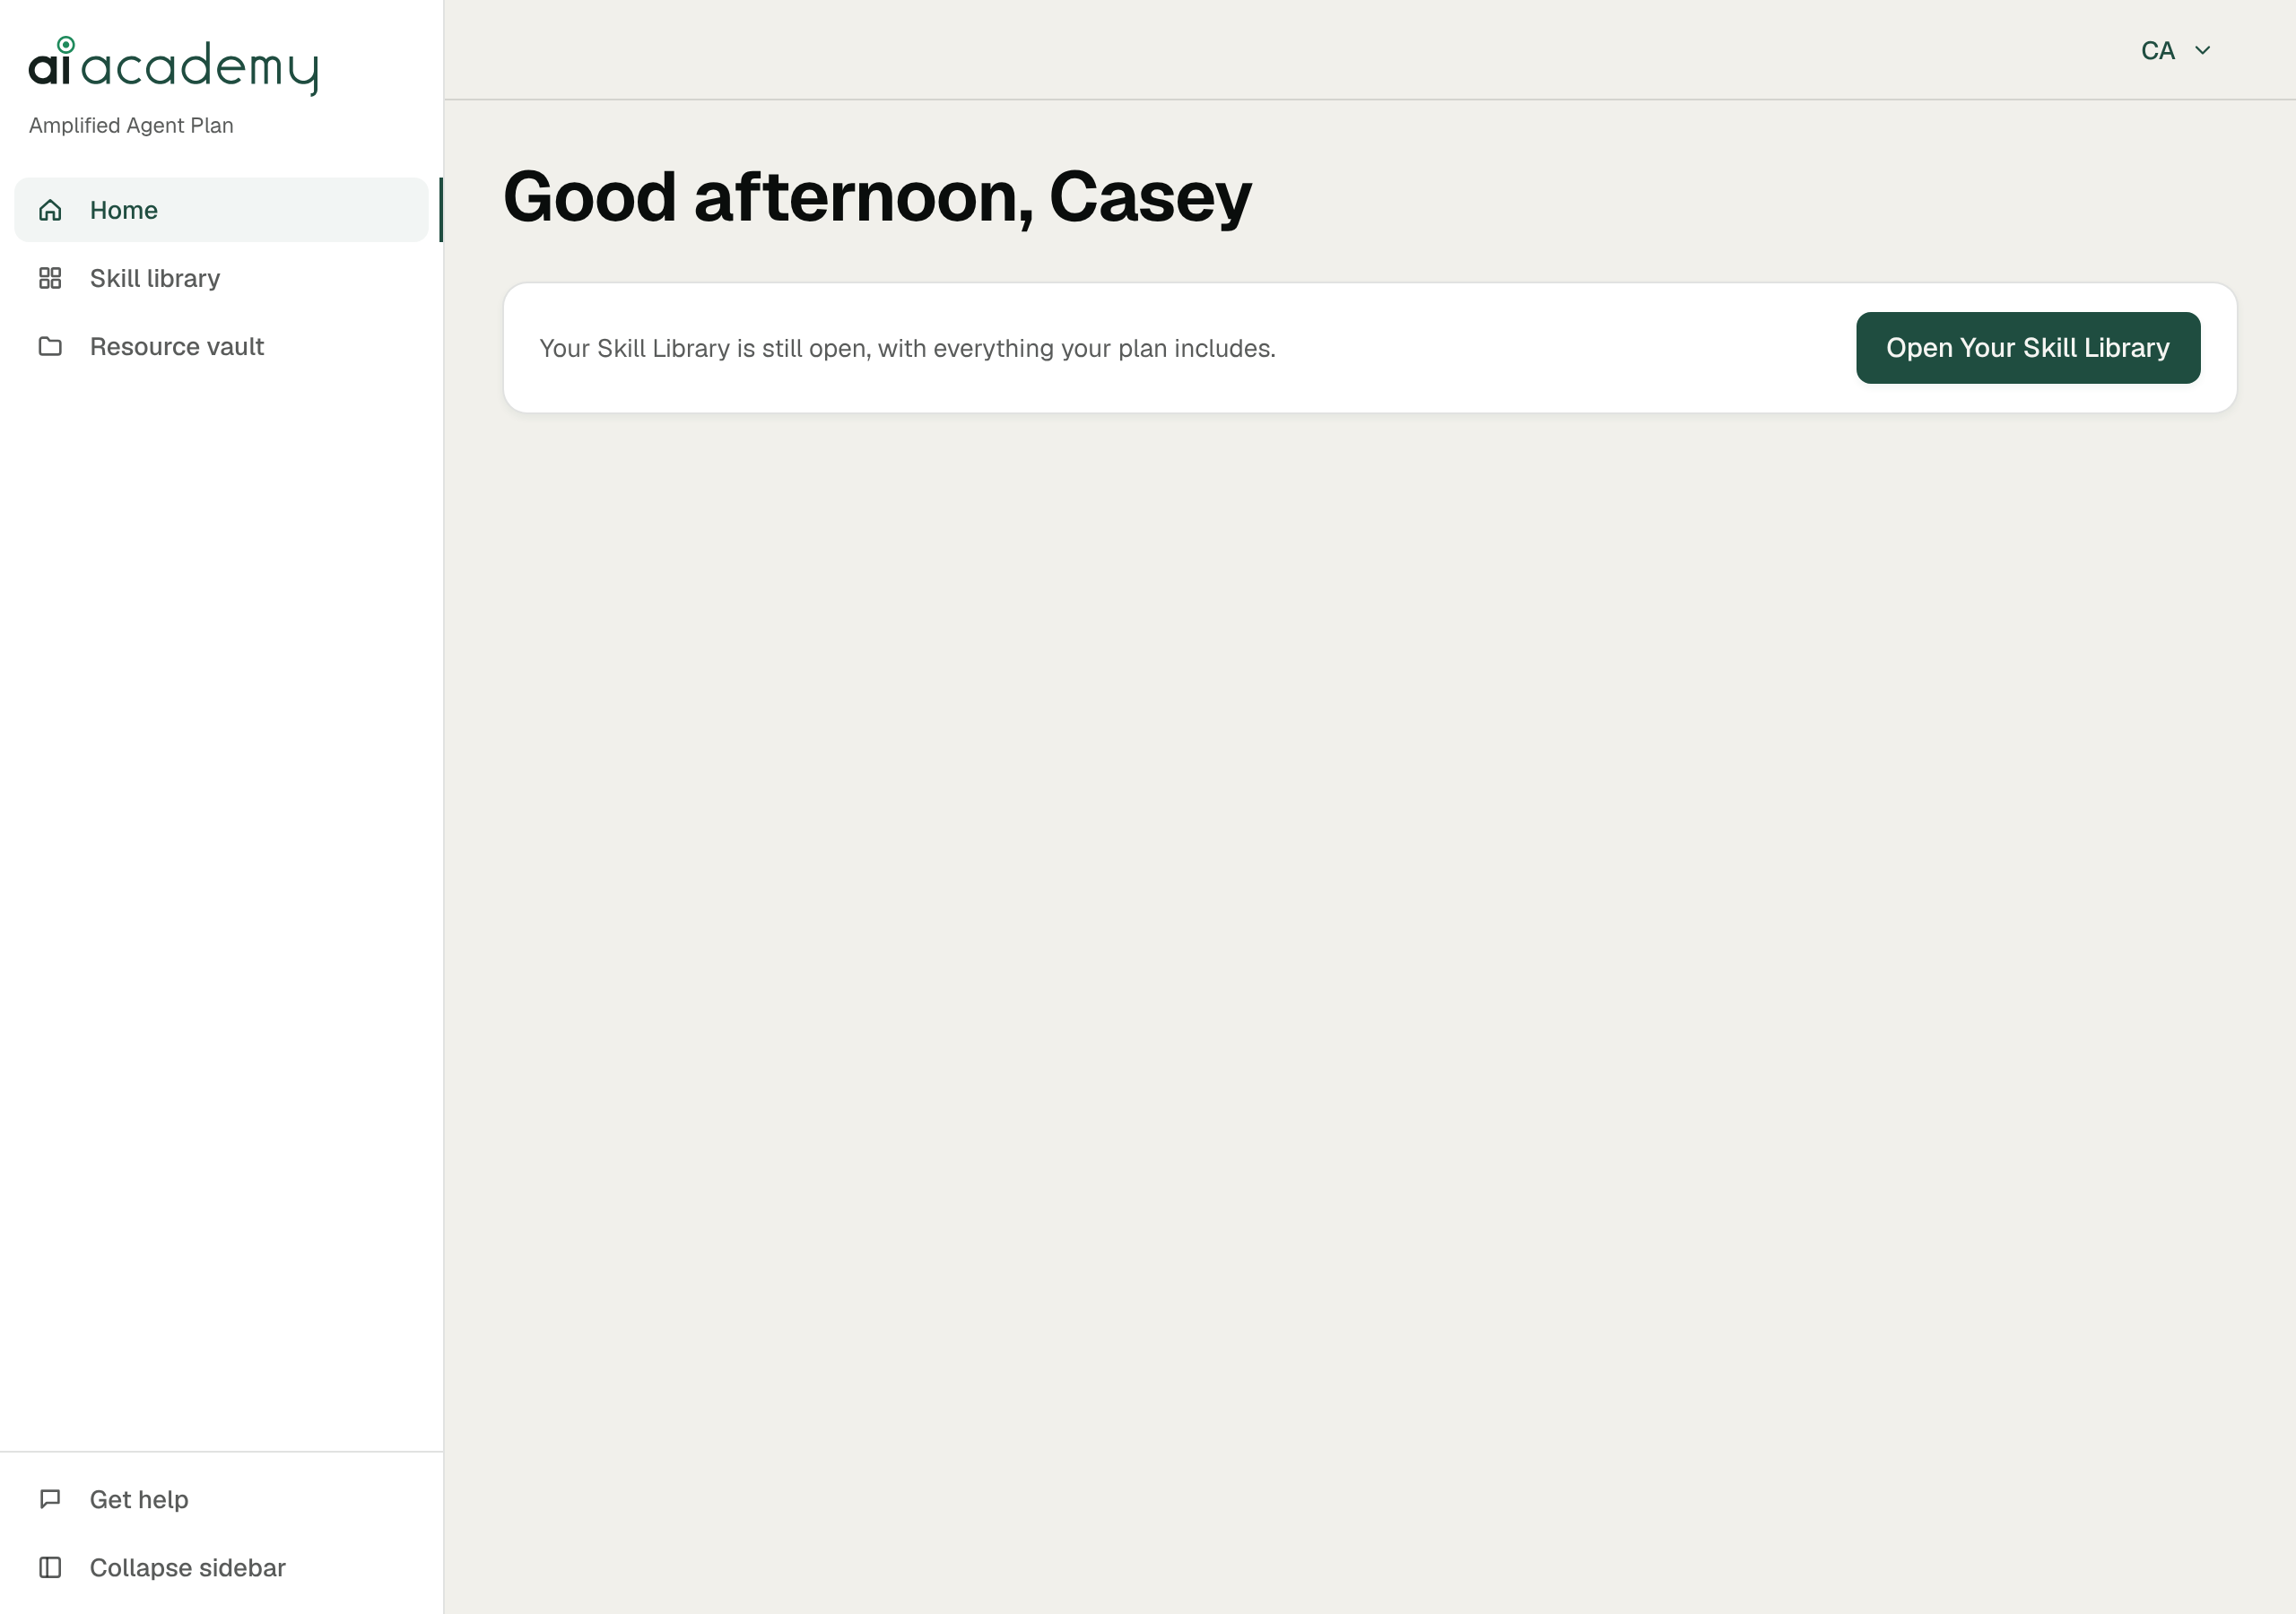 ai academy
Amplified Agent Plan
Home
Skill library
Resource vault
Get help
Collapse sidebar
CA
Good afternoon, Casey
Your Skill Library is still open, with everything your plan includes.
Open Your Skill Library